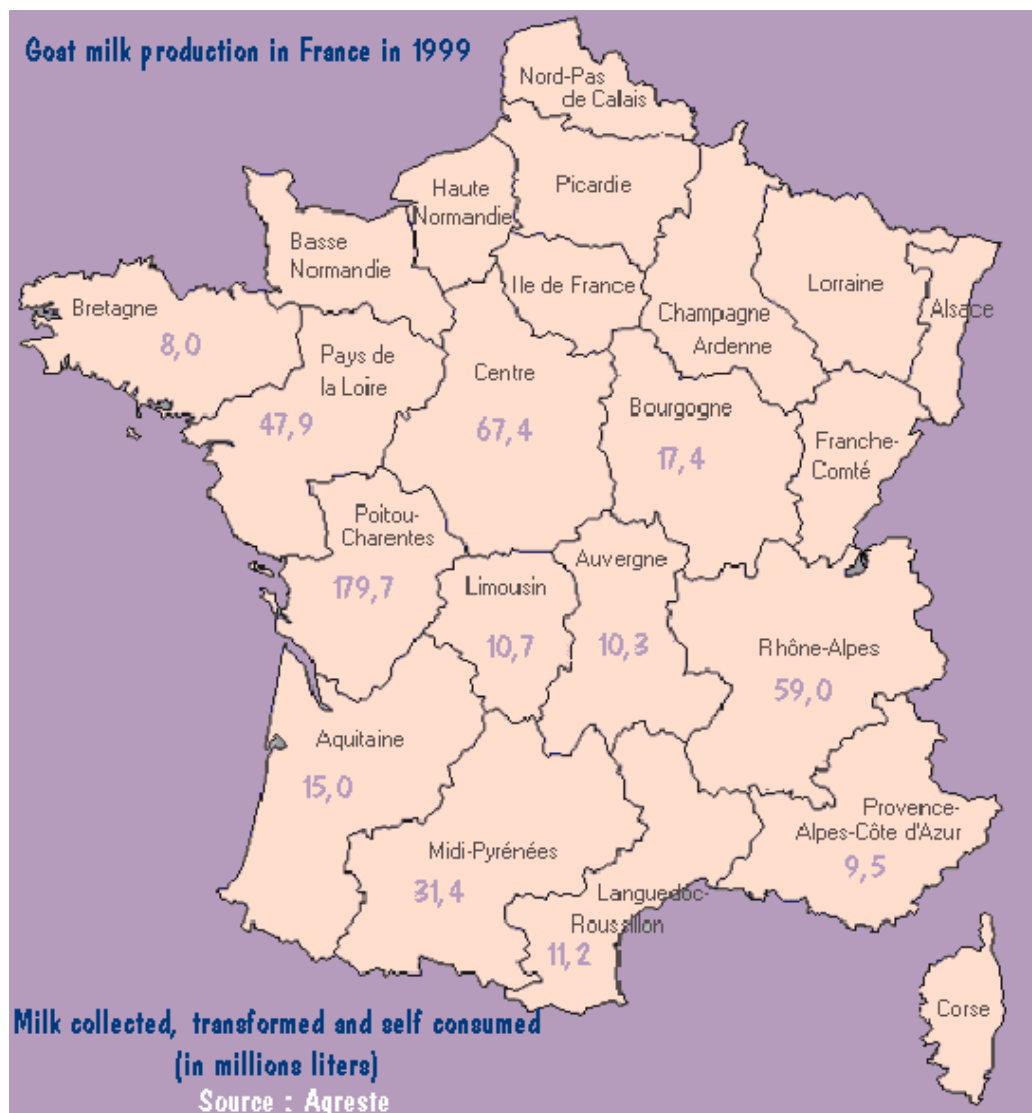 Goat milk production in France in 1999
Nord-Pas
de Calais
Picardie
Haute
Normandie
Basse
Normandie
Ile de France
Champagne
Ardenne
Lorraine
Alsace
Bretagne
8,0
Pays de
la Loire
47,9
Centre
67,4
Bourgogne
17,4
Franche-
Comté
Poitou-
Charentes
179,7
Limousin
10,7
Auvergne
10,3
Rhône-Alpes
59,0
Aquitaine
15,0
Midi-Pyrénées
31,4
Languedoc-
Roussillon
11,2
Provence-
Alpes-Côte d'Azur
9,5
Corse
Milk collected, transformed and self consumed
(in millions liters)
Source : Agreste